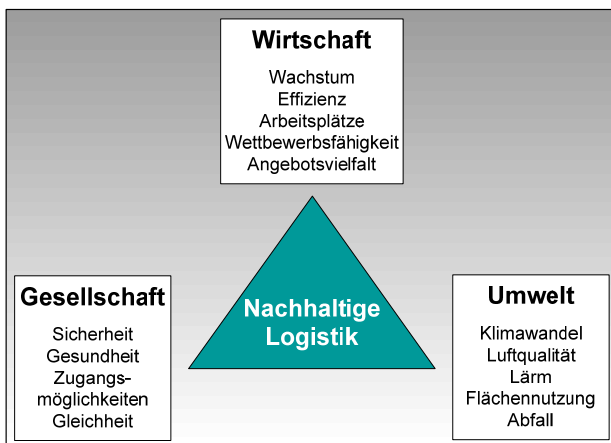 Wirtschaft
Wachstum
Effizienz
Arbeitsplätze
Wettbewerbsfähigkeit
Angebotsvielfalt
Gesellschaft
Sicherheit
Gesundheit
Zugangs-
möglichkeiten
Gleichheit
Nachhaltige
Logistik
Umwelt
Klimawandel
Luftqualität
Lärm
Flächennutzung
Abfall